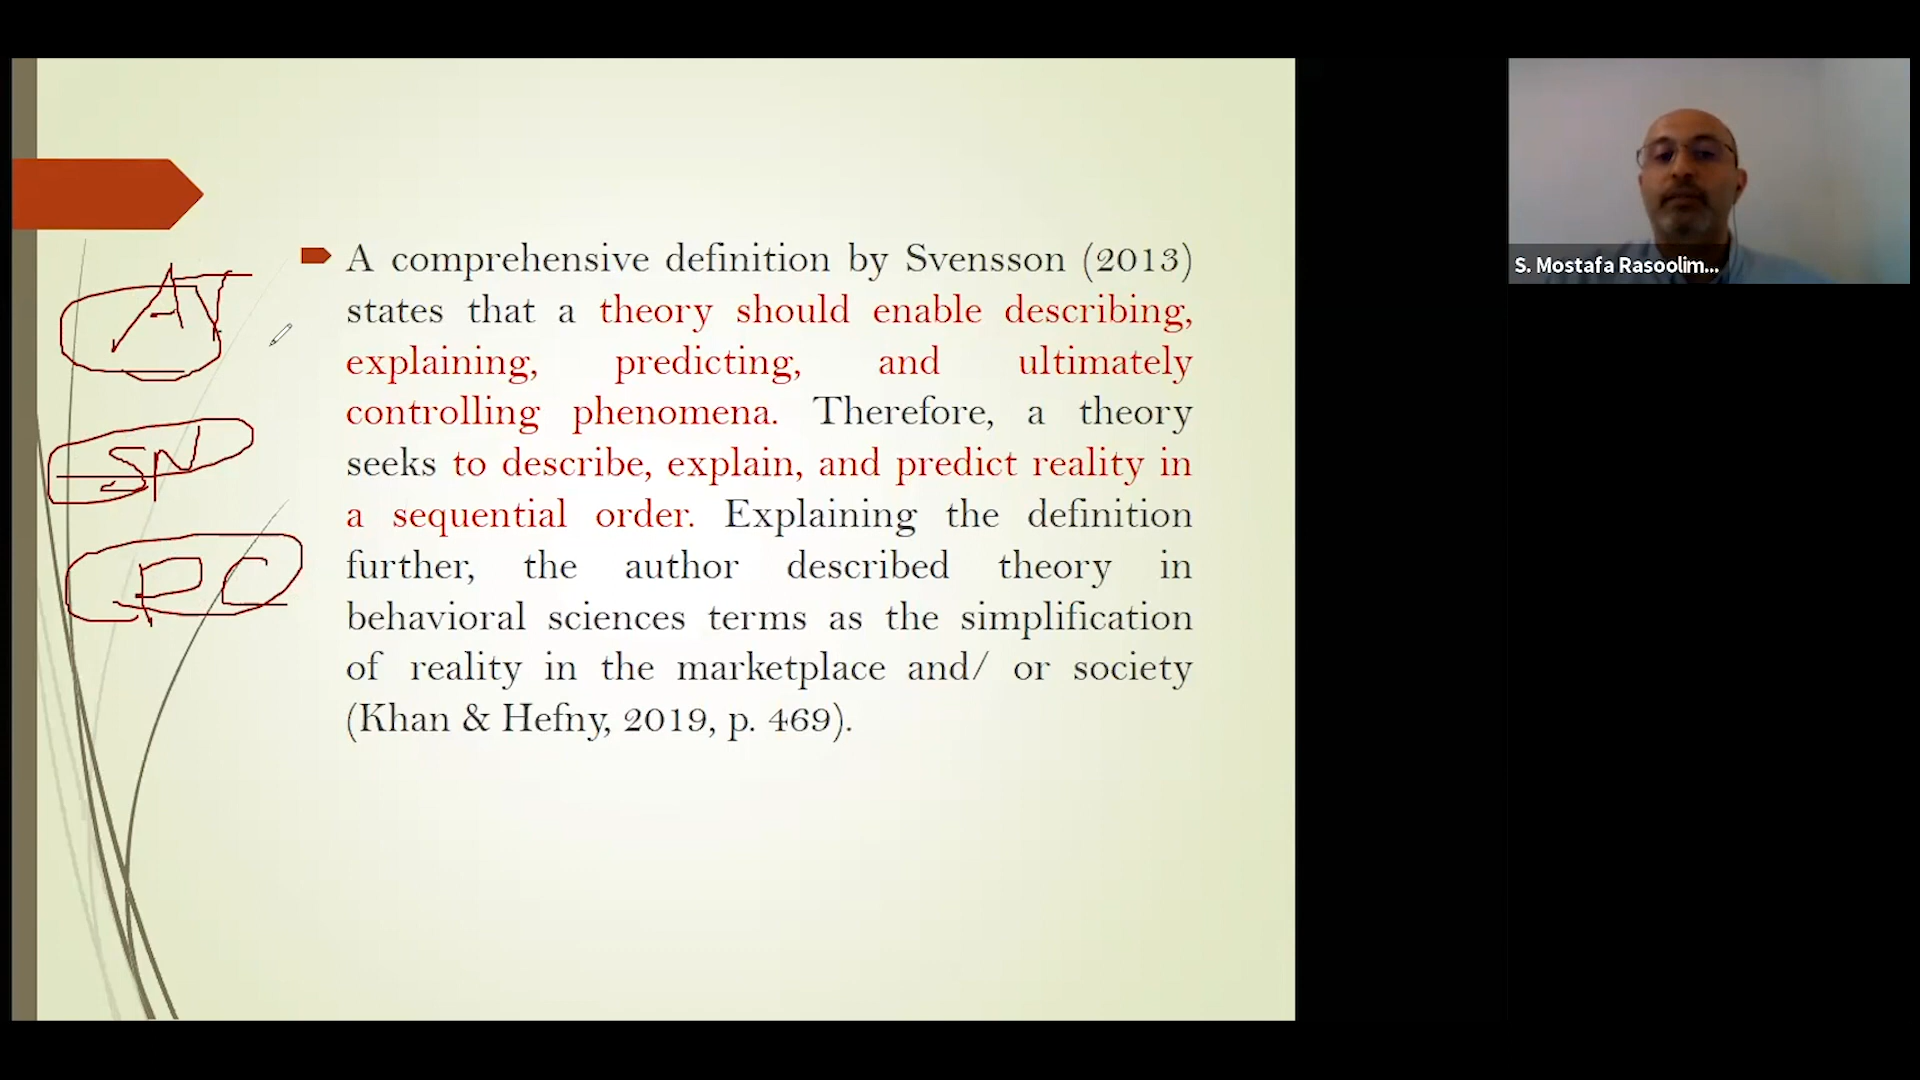 A comprehensive definition by Svensson (2013)
states that a theory should enable describing,
explaining, predicting, and ultimately
controlling phenomena. Therefore, a theory
seeks to describe, explain, and predict reality in
a sequential order. Explaining the definition
further, the author described theory in
behavioral sciences terms as the simplification
of reality in the marketplace and/ or society
(Khan & Hefny, 2019, p. 469).
AT
SN
PC
S. Mostafa Rasoolim...